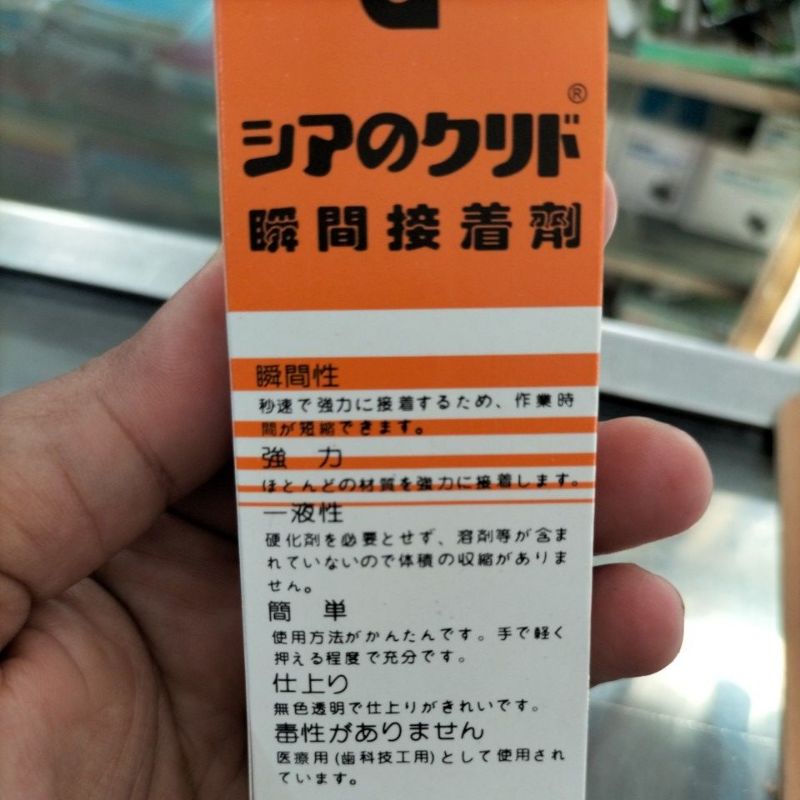 シアのクリド®
瞬間接着剤
瞬間性
秒速で強力に接着するため、作業時
間が短縮できます。
強 力
ほとんどの材質を強力に接着します。
一液性
硬化剤を必要とせず、溶剤等が含ま
れていないので体積の収縮がありま
せん。
簡 単
使用方法がかんたんです。手で軽く
押える程度で充分です。
仕上り
無色透明で仕上りがきれいです。
毒性がありません
医療用(歯科技工用)として使用され
ています。